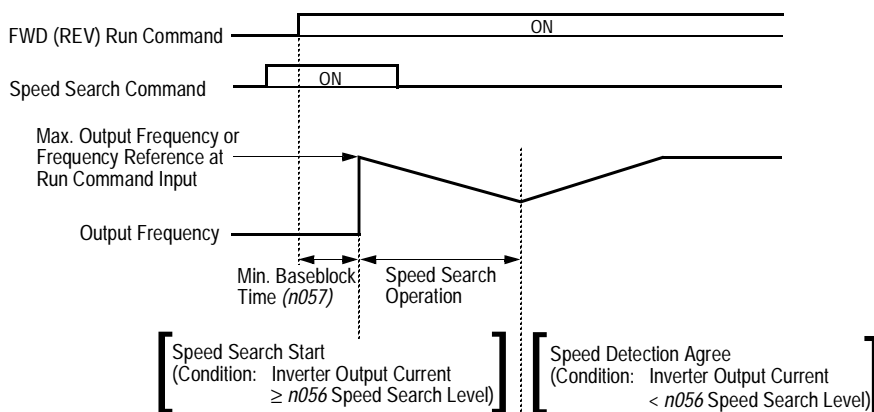 FWD (REV) Run Command
ON
Speed Search Command
ON
Max. Output Frequency or
Frequency Reference at
Run Command Input
Output Frequency
Min. Baseblock
Time (n057)
Speed Search
Operation
Speed Search Start
(Condition: Inverter Output Current
≥ n056 Speed Search Level)
Speed Detection Agree
(Condition: Inverter Output Current
< n056 Speed Search Level)